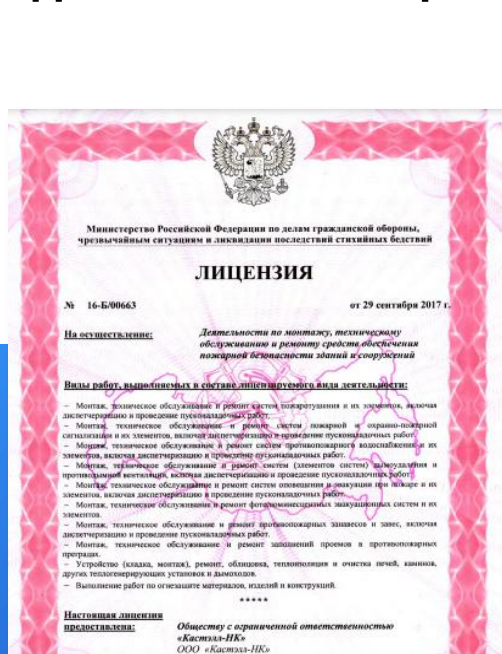 Министерство Российской Федерации по делам гражданской обороны,
чрезвычайным ситуациям и ликвидации последствий стихийных бедствий
ЛИЦЕНЗИЯ
№ 16-Б/00663 от 29 сентября 2017 г.
На осуществление: Деятельности по монтажу, техническому
обслуживанию и ремонту средств обеспечения
пожарной безопасности зданий и сооружений
Виды работ, выполняемых в составе лицензируемого вида деятельности:
– Монтаж, техническое обслуживание и ремонт систем пожаротушения и их элементов, включая
диспетчеризацию и проведение пусконаладочных работ.
– Монтаж, техническое обслуживание и ремонт систем пожарной и охранно-пожарной
сигнализации и их элементов, включая диспетчеризацию и проведение пусконаладочных работ.
– Монтаж, техническое обслуживание и ремонт систем противопожарного водоснабжения и их
элементов, включая диспетчеризацию и проведение пусконаладочных работ.
– Монтаж, техническое обслуживание и ремонт систем (элементов систем) дымоудаления и
противодымной вентиляции, включая диспетчеризацию и проведение пусконаладочных работ.
– Монтаж, техническое обслуживание и ремонт систем оповещения и эвакуации при пожаре и их
элементов, включая диспетчеризацию и проведение пусконаладочных работ.
– Монтаж, техническое обслуживание и ремонт фотолюминесцентных эвакуационных систем и их
элементов.
– Монтаж, техническое обслуживание и ремонт противопожарных занавесов и завес, включая
диспетчеризацию и проведение пусконаладочных работ.
– Монтаж, техническое обслуживание и ремонт заполнений проемов в противопожарных
преградах.
– Устройство (кладка, монтаж), ремонт, облицовка, теплоизоляция и очистка печей, каминов,
других теплогенерирующих установок и дымоходов.
– Выполнение работ по огнезащите материалов, изделий и конструкций.
*****
Настоящая лицензия
предоставлена: Обществу с ограниченной ответственностью
«Кастэлл-НК»
ООО «Кастэлл-НК»